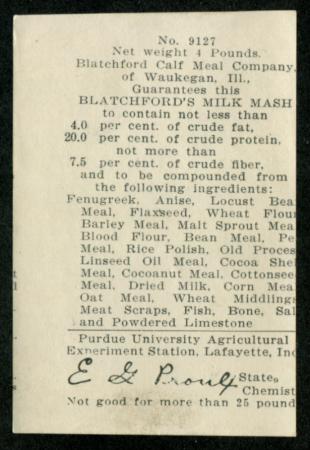 No. 9127
Net weight 4 Pounds.
Blatchford Calf Meal Company,
of Waukegan, Ill.,
Guarantees this
BLATCHFORD'S MILK MASH
to contain not less than
4.0 per cent. of crude fat,
20.0 per cent. of crude protein,
not more than
7.5 per cent. of crude fiber,
and to be compounded from
the following ingredients:
Fenugreek, Anise, Locust Bea
Meal, Flaxseed, Wheat Flour
Barley Meal, Malt Sprout Mea
Blood Flour, Bean Meal, Pe
Meal, Rice Polish, Old Proces
Linseed Oil Meal, Cocoa She
Meal, Cocoanut Meal, Cottonsee
Meal, Dried Milk, Corn Mea
Oat Meal, Wheat Middling
Meat Scraps, Fish, Bone, Sal
and Powdered Limestone
Purdue University Agricultural
Experiment Station, Lafayette, Ind
E G Proulx State
Chemist
Not good for more than 25 pound